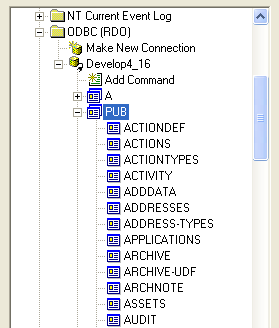 NT Current Event Log
ODBC (RDO)
Make New Connection
Develop4_16
Add Command
A
PUB
ACTIONDEF
ACTIONS
ACTIONTYPES
ACTIVITY
ADDDATA
ADDRESSES
ADDRESS-TYPES
APPLICATIONS
ARCHIVE
ARCHIVE-UDF
ARCHNOTE
ASSETS
AUDIT